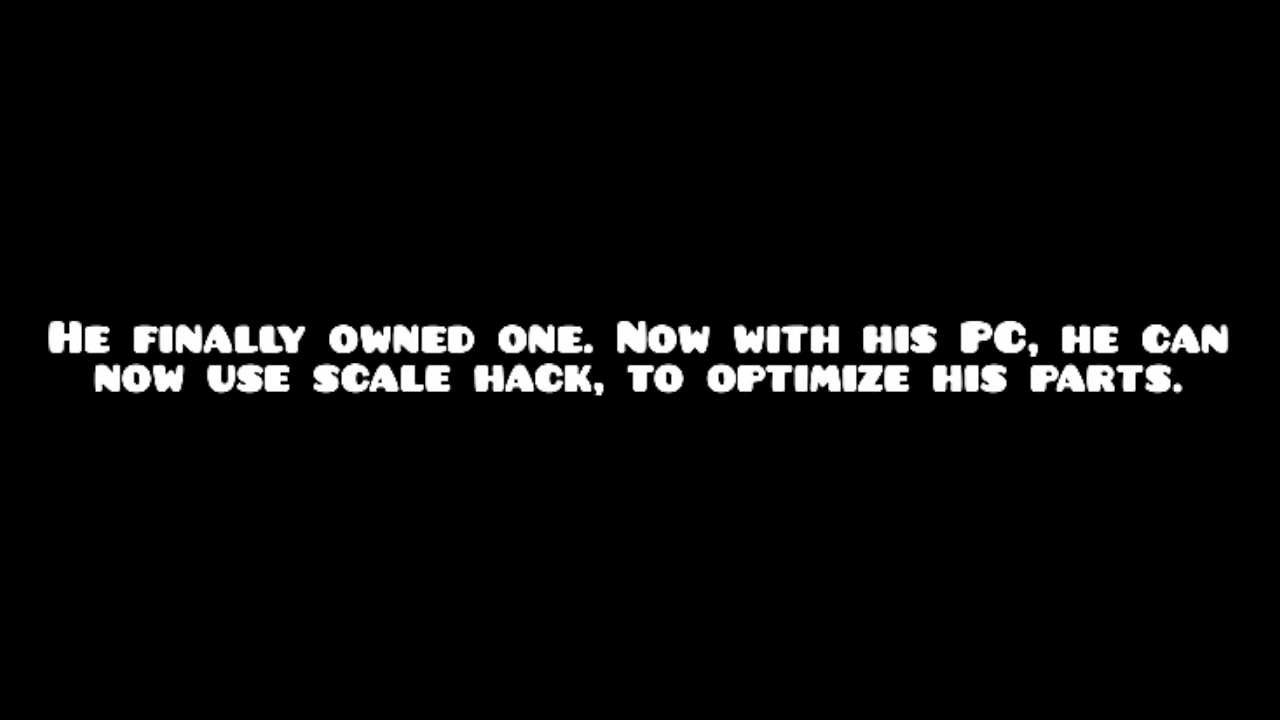 He finally owned one. Now with his PC, he can
now use scale hack, to optimize his parts.